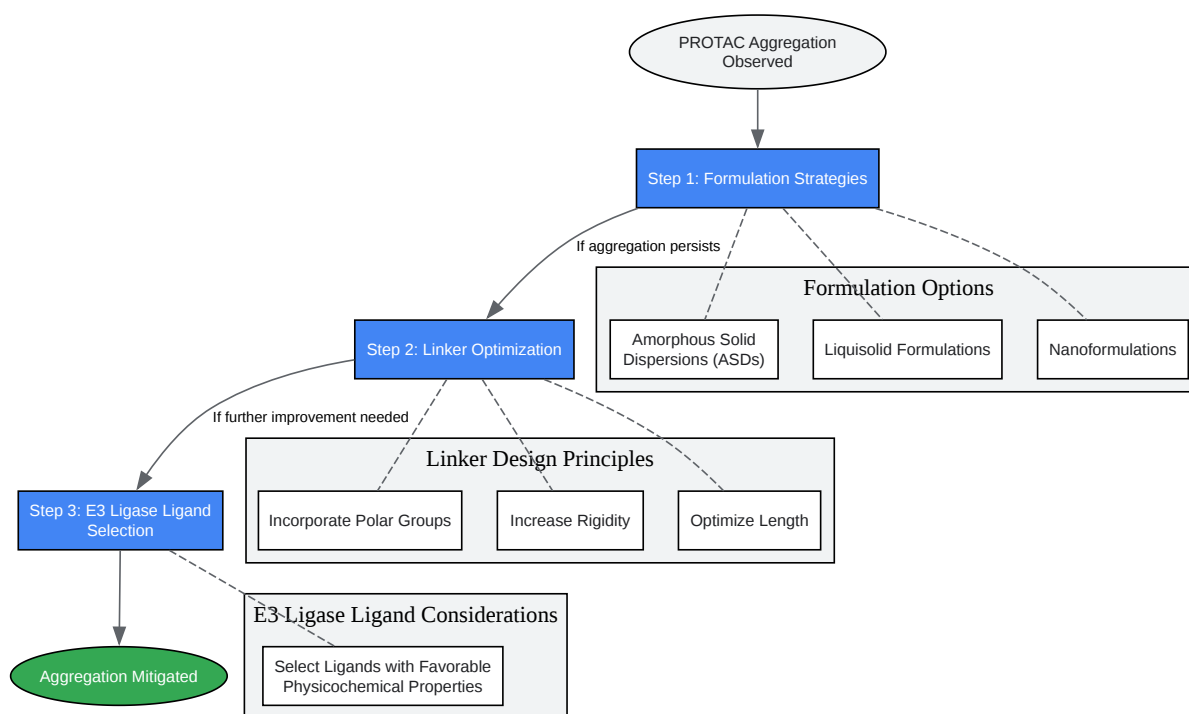 PROTAC Aggregation
Observed
Step 1: Formulation Strategies
If aggregation persists
Formulation Options
Amorphous Solid
Dispersions (ASDs)
Liquisolid Formulations
Nanoformulations
Step 2: Linker Optimization
If further improvement needed
Linker Design Principles
Incorporate Polar Groups
Increase Rigidity
Optimize Length
Step 3: E3 Ligase Ligand
Selection
E3 Ligase Ligand Considerations
Select Ligands with Favorable
Physicochemical Properties
Aggregation Mitigated